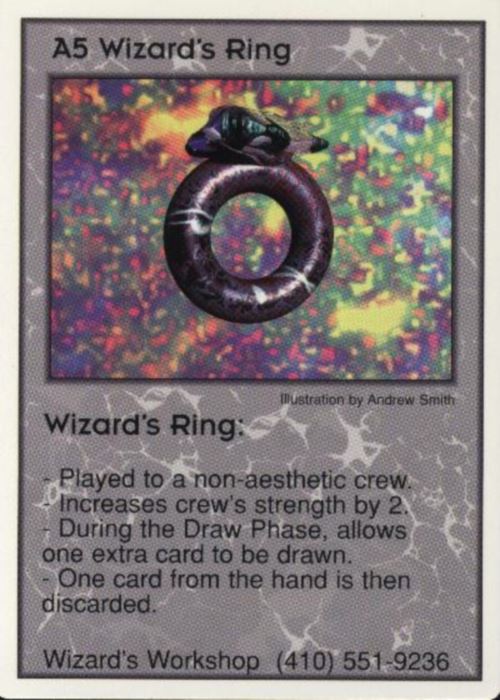 A5 Wizard's Ring
Illustration by Andrew Smith
Wizard's Ring:
- Played to a non-aesthetic crew.
- Increases crew's strength by 2.
- During the Draw Phase, allows
one extra card to be drawn.
- One card from the hand is then
discarded.
Wizard's Workshop (410) 551-9236